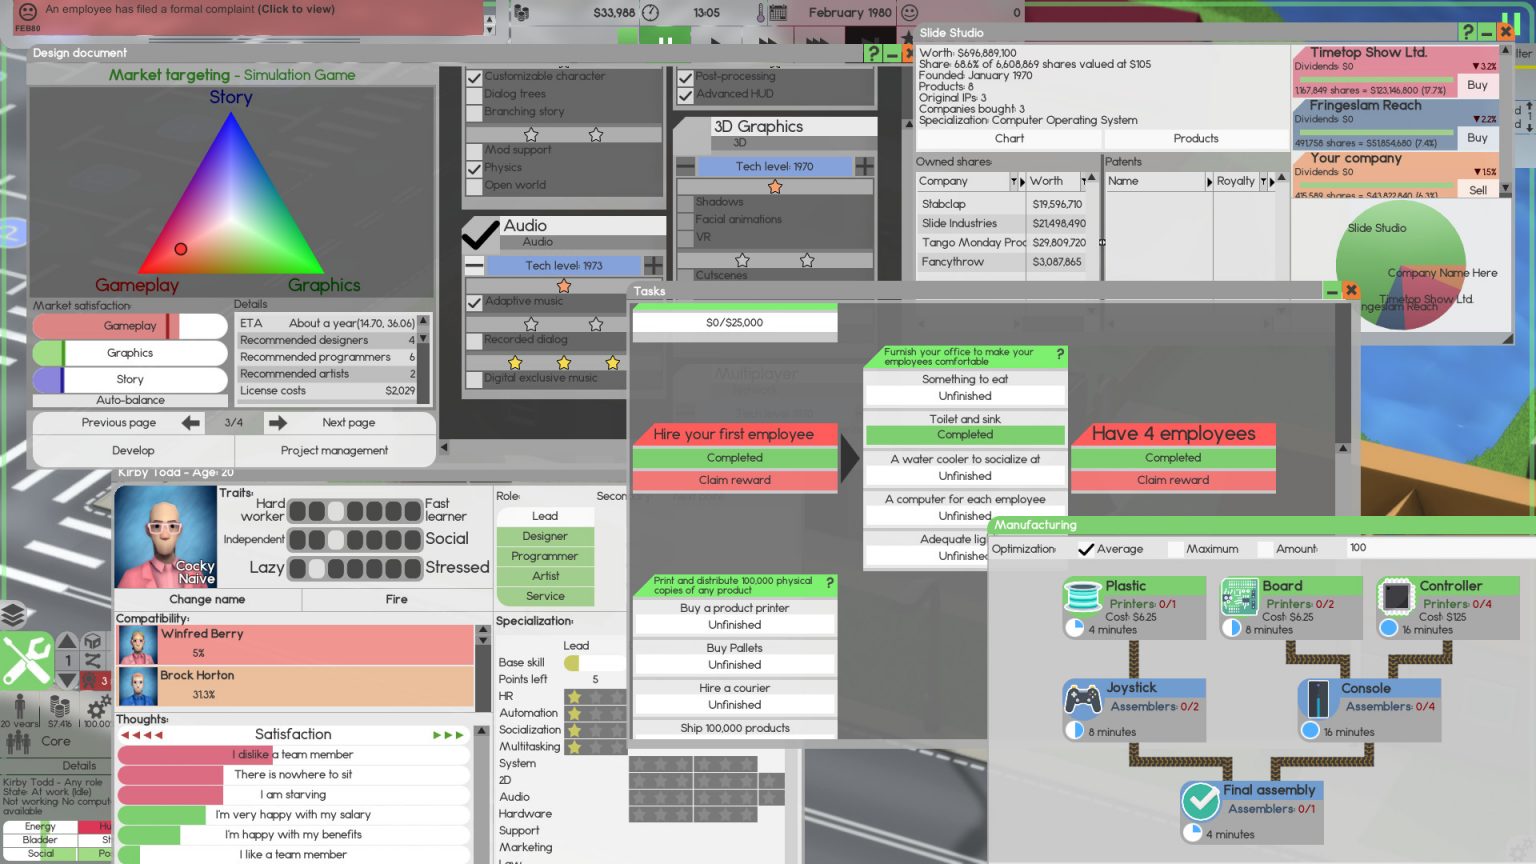 An employee has filed a formal complaint (Click to view)
FEB80
$33,988
13:05
February 1980
0
Design document
Market targeting - Simulation Game
Story
Gameplay
Graphics
Market satisfaction:
Gameplay
Graphics
Story
Auto-balance
Details
ETA About a year(14.70, 36.06)
Recommended designers 4
Recommended programmers 6
Recommended artists 2
License costs $2,029
Previous page
3/4
Next page
Develop
Project management
Customizable character
Dialog trees
Branching story
Mod support
Physics
Open world
Audio
Audio
Tech level: 1973
Adaptive music
Recorded dialog
Digital exclusive music
Post-processing
Advanced HUD
3D Graphics
3D
Tech level: 1970
Shadows
Facial animations
VR
Cutscenes
Multiplayer
Slide Studio
Worth: $696,889,100
Share: 68.6% of 6,608,869 shares valued at $105
Founded: January 1970
Products: 8
Original IPs: 3
Companies bought: 3
Specialization: Computer Operating System
Chart
Products
Owned shares:
Company
Worth
Stabclap $19,596,710
Slide Industries $21,498,490
Tango Monday Proc $29,809,720
Fancythrow $3,087,865
Patents
Name
Royalty
Timetop Show Ltd.
Dividends: $0
▼3.2%
1,167,849 shares = $123,146,800 (17.7%)
Buy
Fringeslam Reach
Dividends: $0
▼2.2%
491,758 shares = $51,854,680 (7.4%)
Buy
Your company
Dividends: $0
▼1.5%
415,589 shares = $43,822,840 (6.3%)
Sell
Slide Studio
Company Name Here
Timetop Show Ltd.
ingeslam Reach
Tasks
$0/$25,000
Hire your first employee
Completed
Claim reward
Furnish your office to make your
employees comfortable
?
Something to eat
Unfinished
Toilet and sink
Completed
A water cooler to socialize at
Unfinished
A computer for each employee
Unfinished
Adequate lig
Unfinishe
Have 4 employees
Completed
Claim reward
Print and distribute 100,000 physical
copies of any product
?
Buy a product printer
Unfinished
Buy Pallets
Unfinished
Hire a courier
Unfinished
Ship 100,000 products
Manufacturing
Optimization:
Average
Maximum
Amount:
100
Plastic
Printers: 0/1
Cost: $6.25
4 minutes
Board
Printers: 0/2
Cost: $6.25
8 minutes
Controller
Printers: 0/4
Cost: $125
16 minutes
Joystick
Assemblers: 0/2
8 minutes
Console
Assemblers: 0/4
16 minutes
Final assembly
Assemblers: 0/1
4 minutes
Kirby Todd - Age: 20
Cocky
Naive
Traits:
Hard worker
Fast learner
Independent
Social
Lazy
Stressed
Change name
Fire
Compatibility:
Winfred Berry
5%
Brock Horton
31.3%
Thoughts:
Satisfaction
I dislike a team member
There is nowhere to sit
I am starving
I'm very happy with my salary
I'm happy with my benefits
I like a team member
Role:
Lead
Designer
Programmer
Artist
Service
Specialization:
Lead
Base skill
Points left 5
HR
Automation
Socialization
Multitasking
System
2D
Audio
Hardware
Support
Marketing
Law
1
3
20 years
$7,416
Core
Details
Kirby Todd - Any role
State: At work (Idle)
Not working: No comput
available
Energy
Hu
Bladder
St
Social
Po